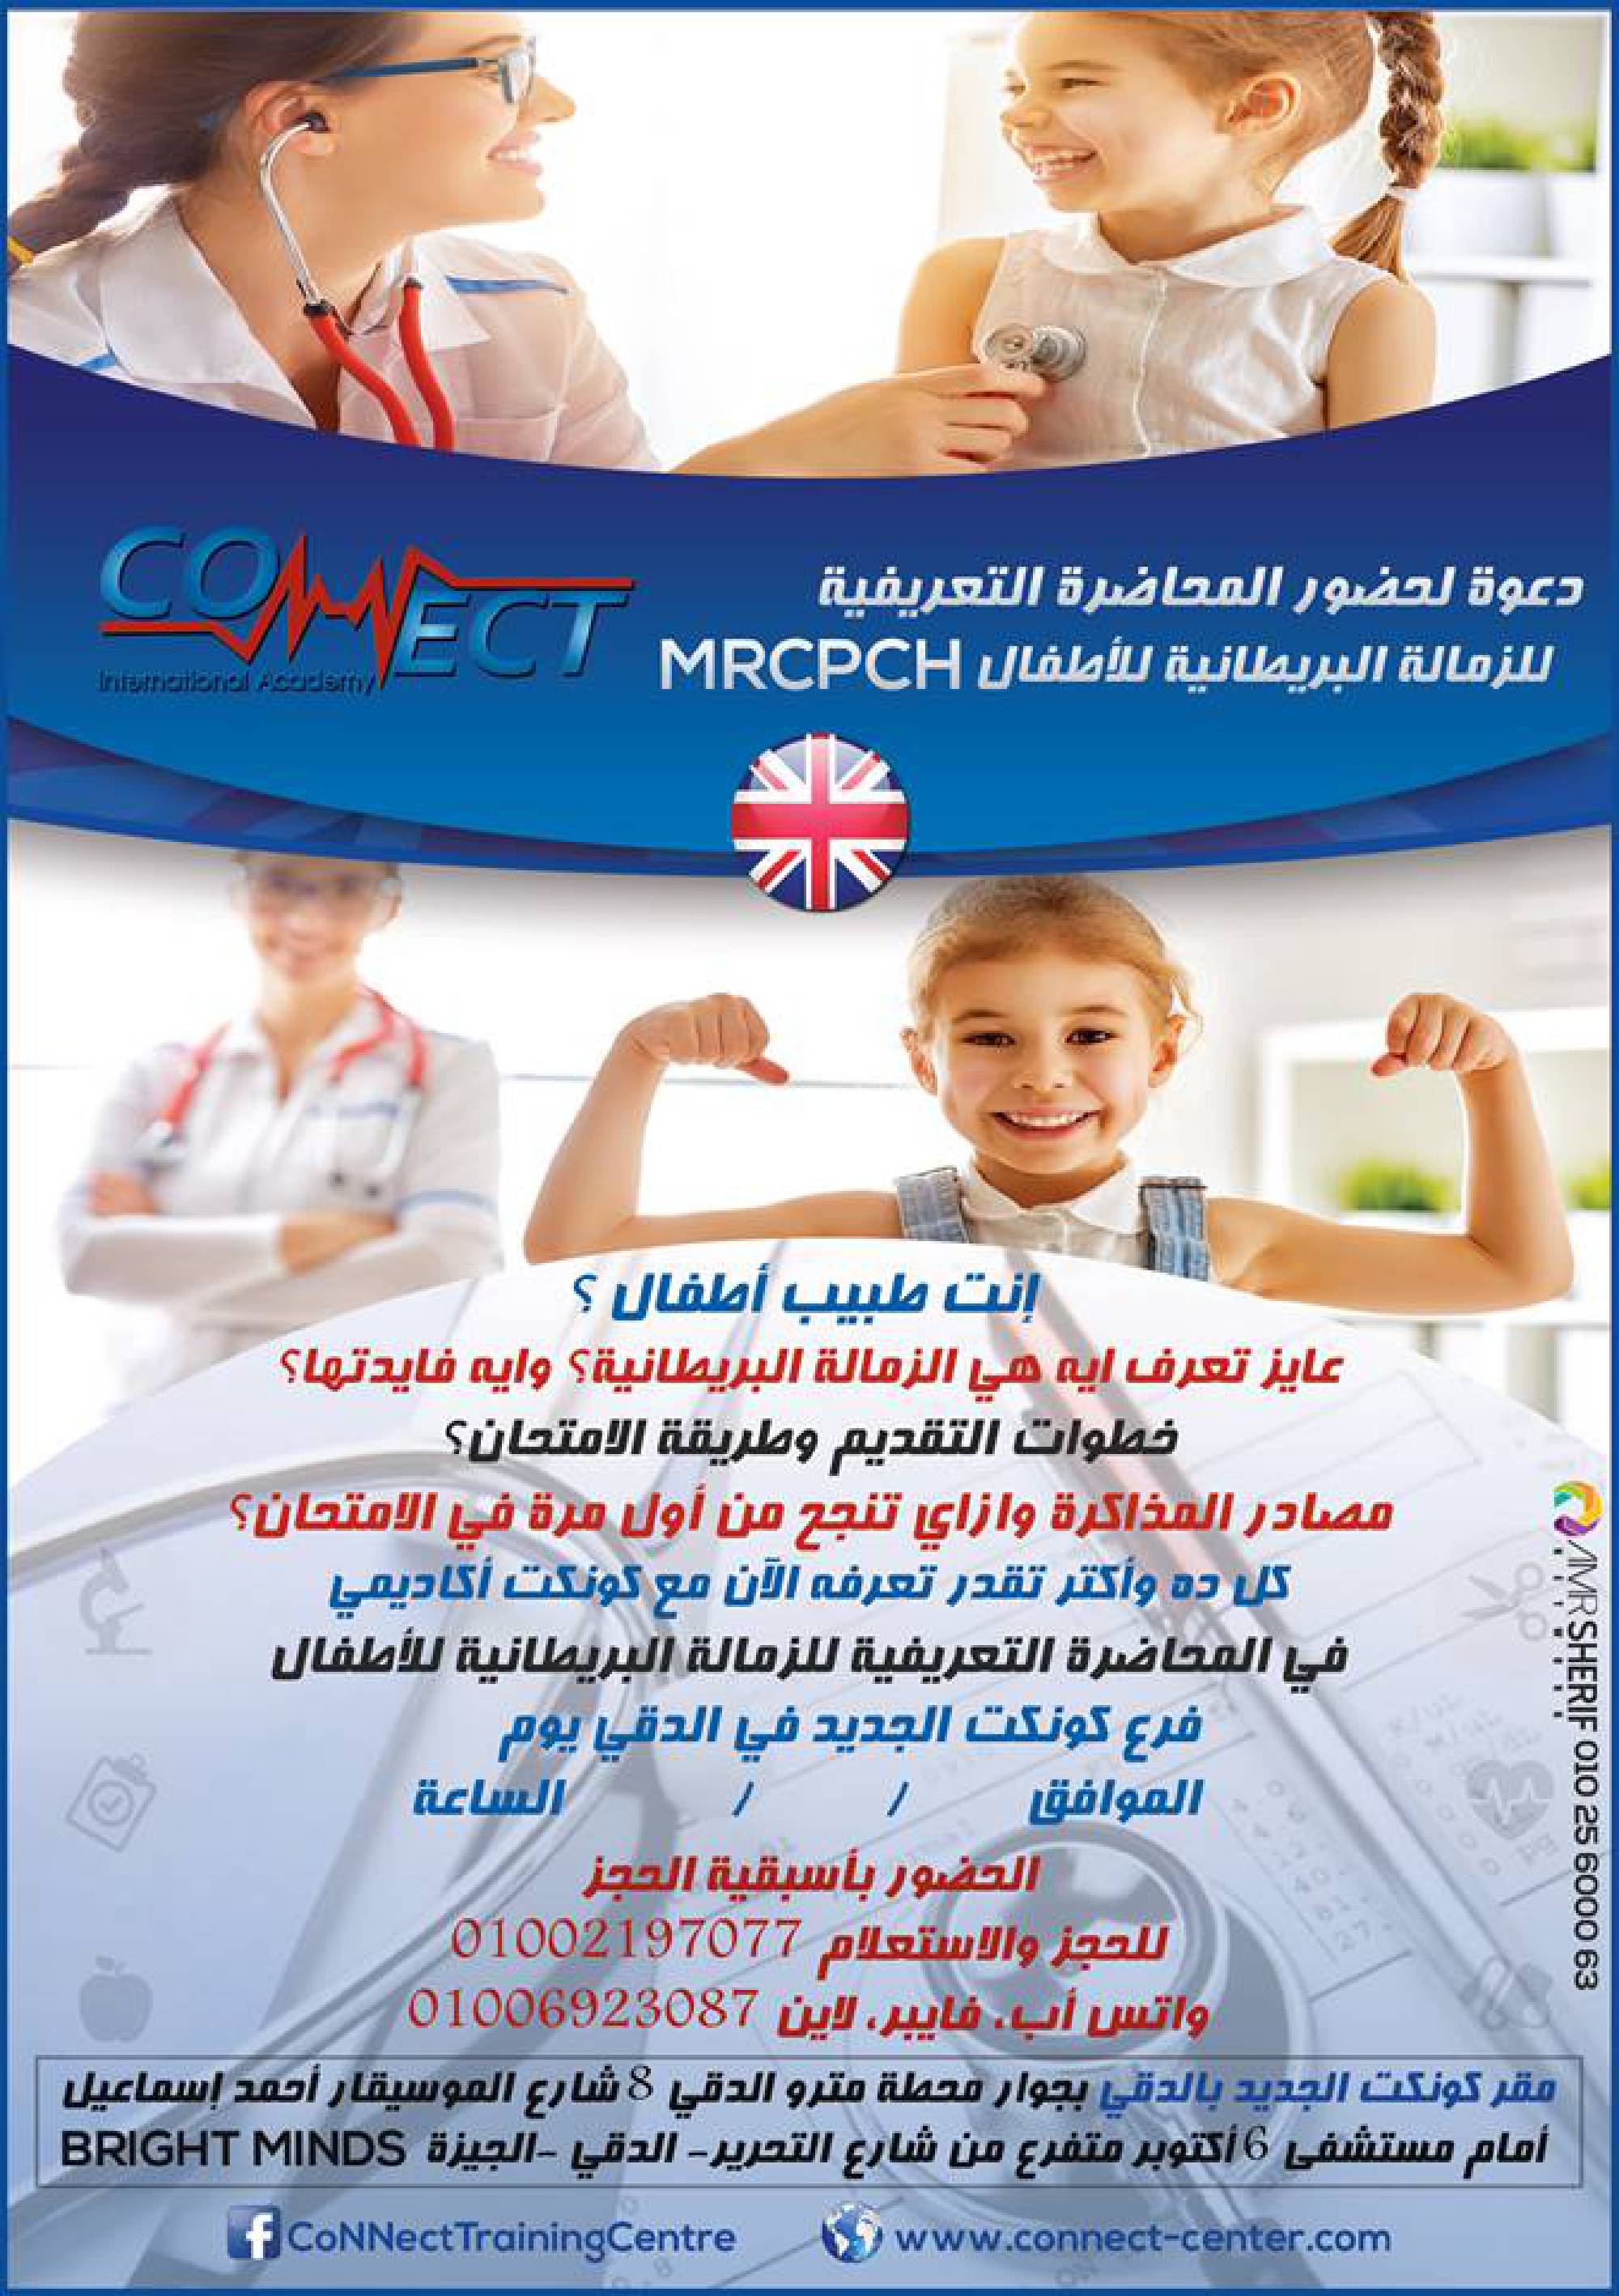 CONNECT
International Academy
دعوة لحضور المحاضرة التعريفية
للزمالة البريطانية للأطفال MRCPCH
إنت طبيب أطفال ؟
عايز تعرف ايه هي الزمالة البريطانية؟ وايه فايدتها؟
خطوات التقديم وطريقة الامتحان؟
مصادر المذاكرة وازاي تنجح من أول مرة في الامتحان؟
كل ده وأكتر تقدر تعرفه الآن مع كونكت أكاديمي
في المحاضرة التعريفية للزمالة البريطانية للأطفال
فرع كونكت الجديد في الدقي يوم
الموافق / / الساعة
الحضور بأسبقية الحجز
للحجز والاستعلام 01002197077
واتس أب، فايبر، لاين 01006923087
مقر كونكت الجديد بالدقي بجوار محطة مترو الدقي 8 شارع الموسيقار أحمد إسماعيل
أمام مستشفى 6 أكتوبر متفرع من شارع التحرير- الدقي -الجيزة BRIGHT MINDS
CoNNectTrainingCentre
www.connect-center.com
AMRSHERIF 010 25 6000 63